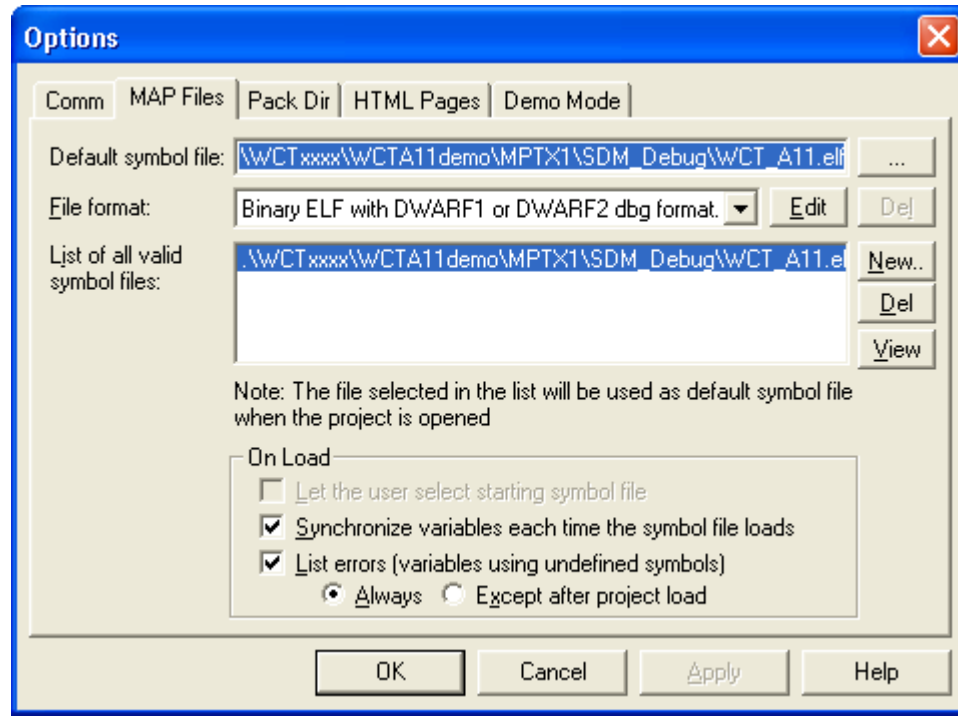 Options
Comm MAP Files Pack Dir HTML Pages Demo Mode
Default symbol file: \WCTxxxx\WCTA11demo\MPTX1\SDM_Debug\WCT_A11.elf ...
File format: Binary ELF with DWARF1 or DWARF2 dbg format. Edit Del
List of all valid symbol files: .\WCTxxxx\WCTA11demo\MPTX1\SDM_Debug\WCT_A11.el New..
Del
View
Note: The file selected in the list will be used as default symbol file
when the project is opened
On Load
Let the user select starting symbol file
Synchronize variables each time the symbol file loads
List errors (variables using undefined symbols)
Always Except after project load
OK Cancel Apply Help